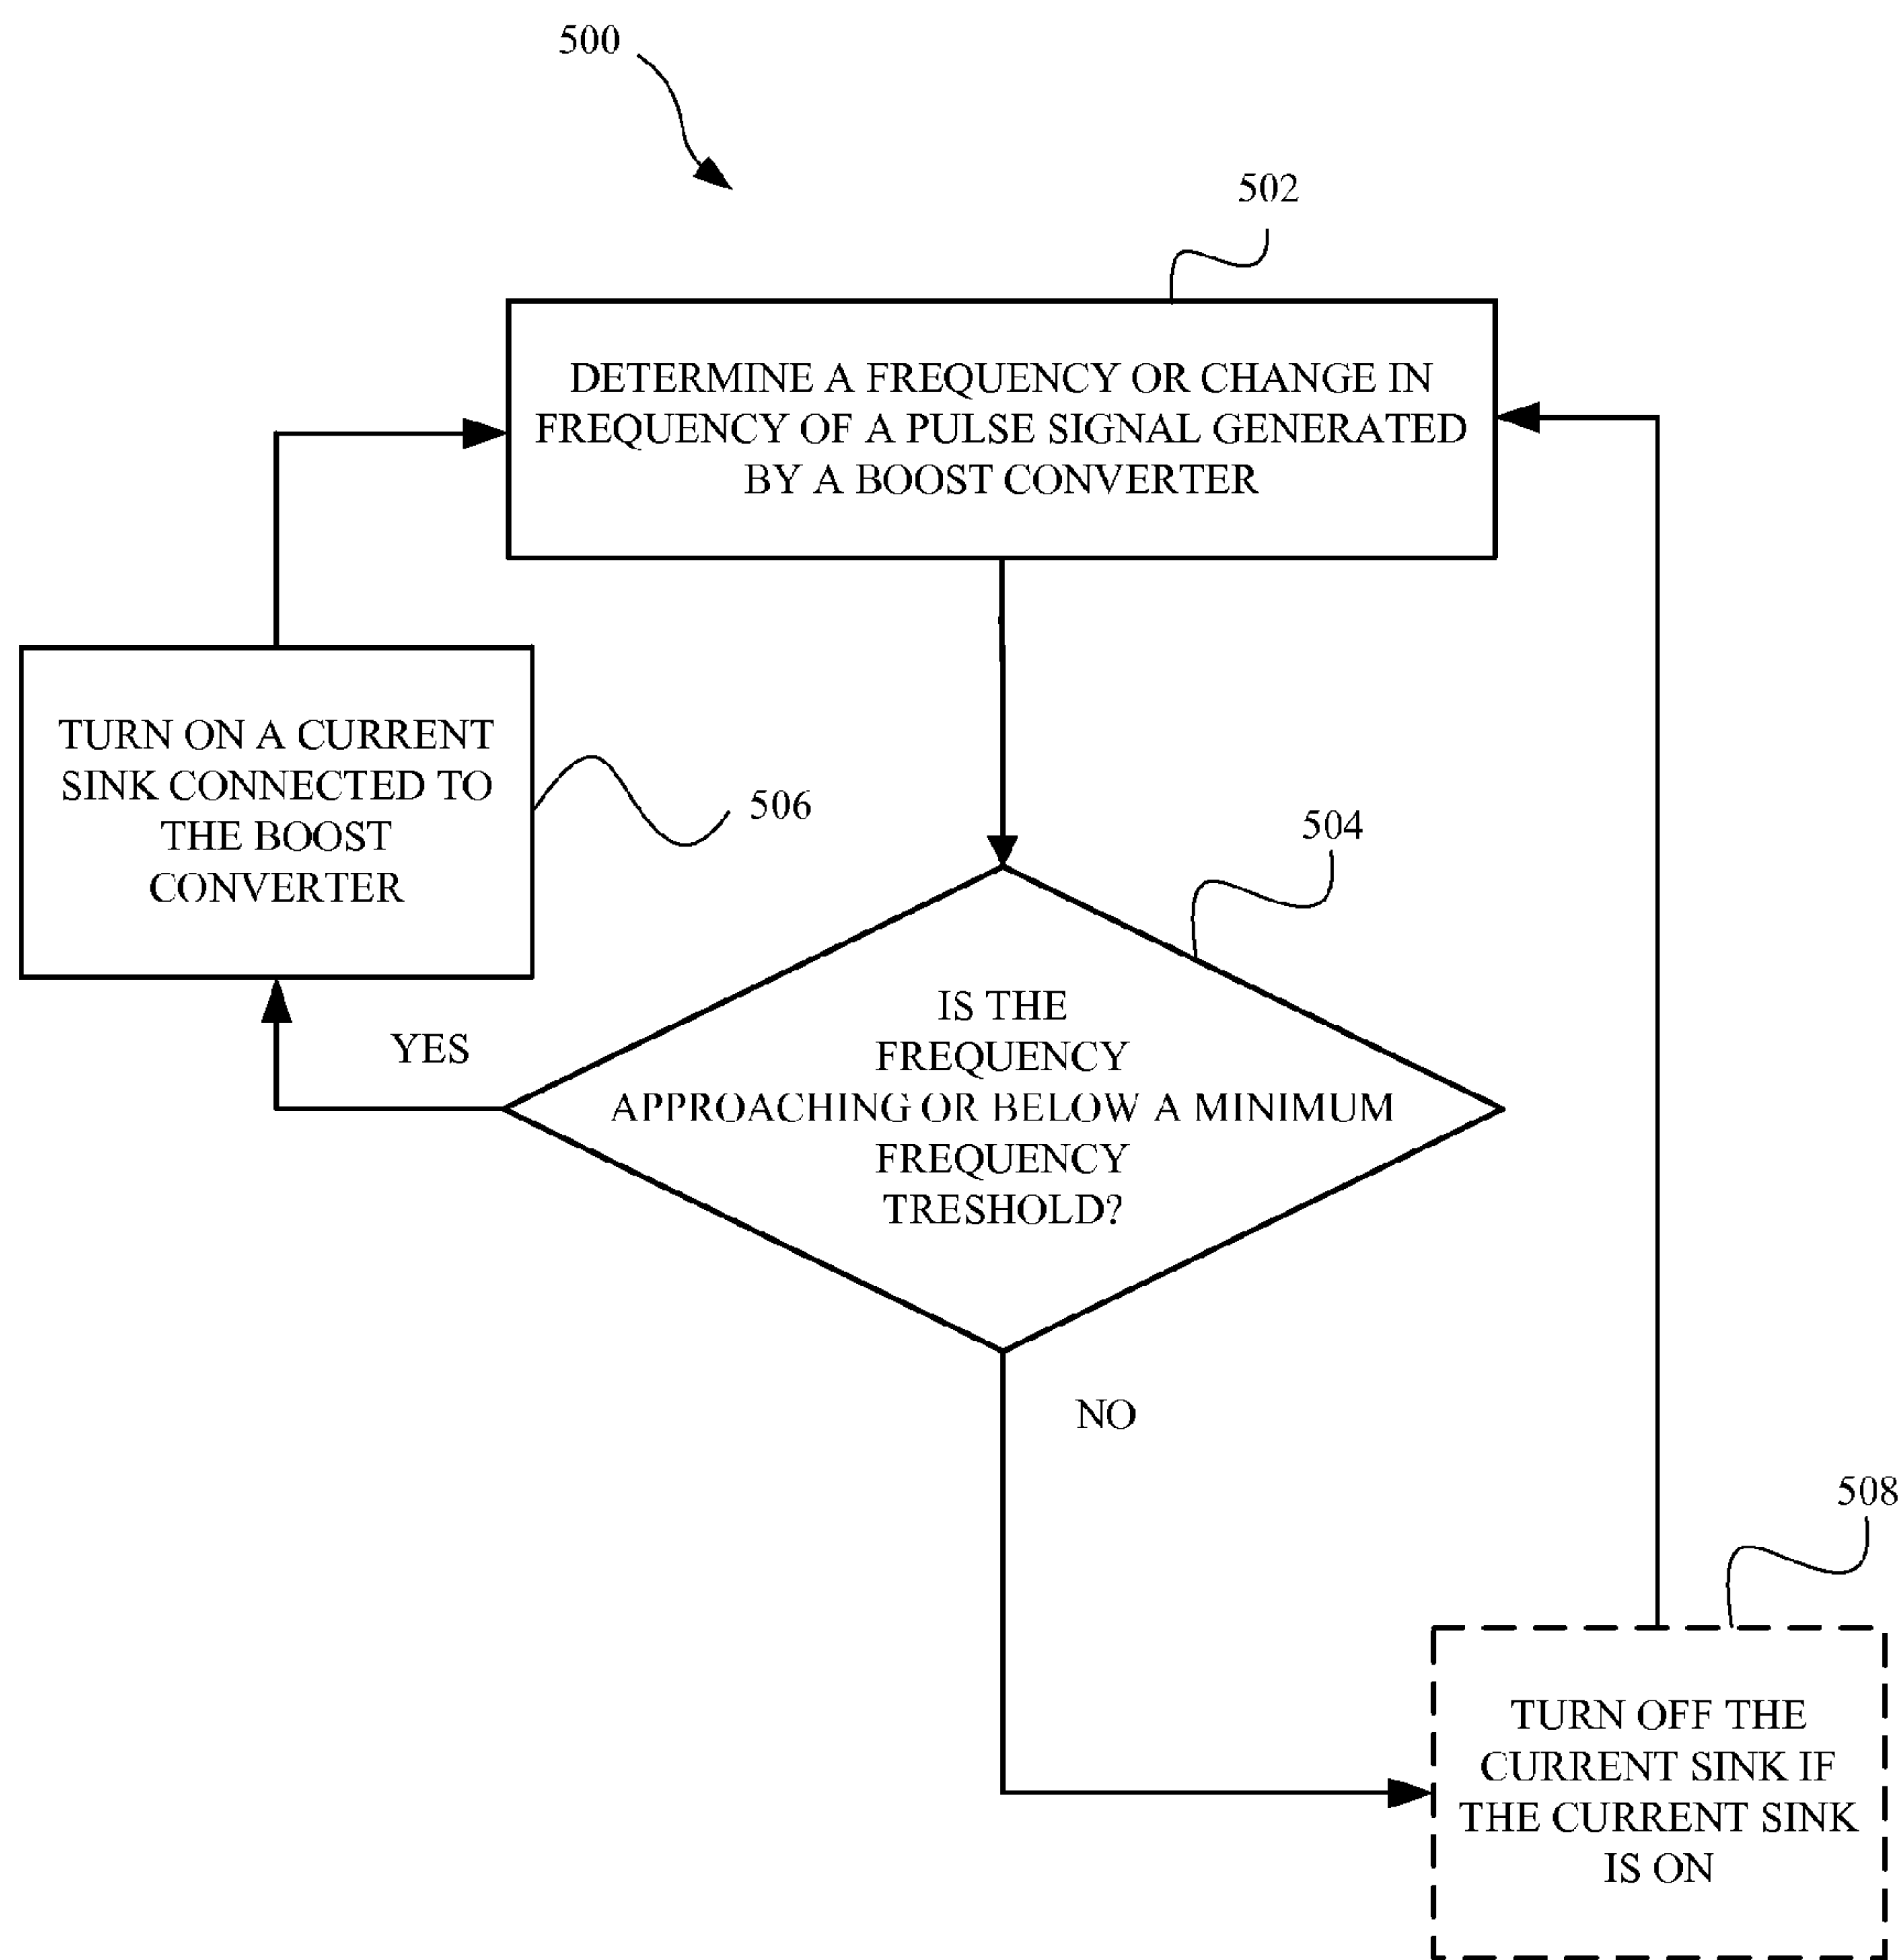 500
502
DETERMINE A FREQUENCY OR CHANGE IN
FREQUENCY OF A PULSE SIGNAL GENERATED
BY A BOOST CONVERTER
TURN ON A CURRENT
SINK CONNECTED TO
THE BOOST
CONVERTER
506
504
IS THE
FREQUENCY
APPROACHING OR BELOW A MINIMUM
FREQUENCY
TRESHOLD?
YES
NO
508
TURN OFF THE
CURRENT SINK IF
THE CURRENT SINK
IS ON